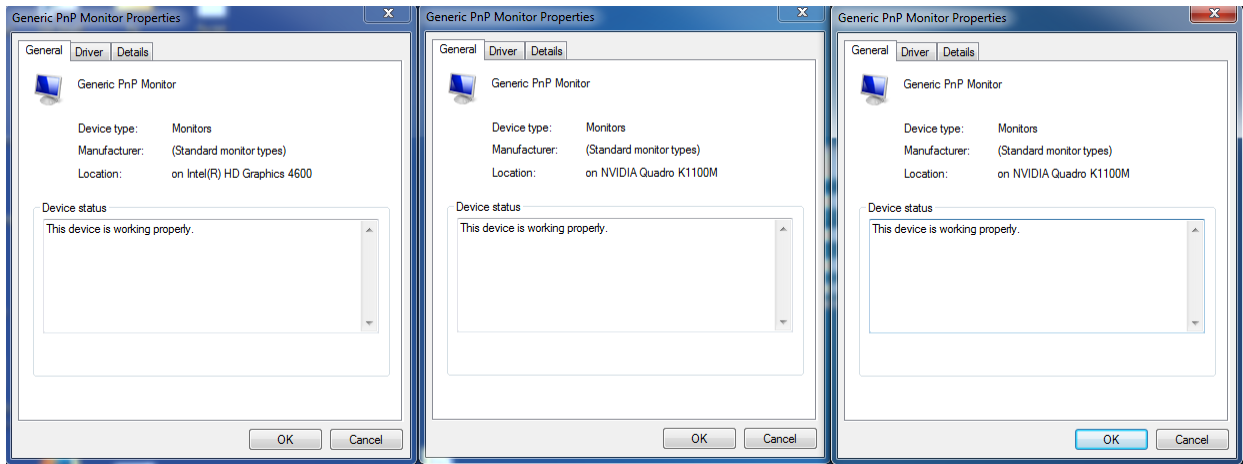 Generic PnP Monitor Properties
X
General Driver Details
Generic PnP Monitor
Device type: Monitors
Manufacturer: (Standard monitor types)
Location: on Intel(R) HD Graphics 4600
Device status
This device is working properly.
OK Cancel
Generic PnP Monitor Properties
X
General Driver Details
Generic PnP Monitor
Device type: Monitors
Manufacturer: (Standard monitor types)
Location: on NVIDIA Quadro K1100M
Device status
This device is working properly.
OK Cancel
Generic PnP Monitor Properties
X
General Driver Details
Generic PnP Monitor
Device type: Monitors
Manufacturer: (Standard monitor types)
Location: on NVIDIA Quadro K1100M
Device status
This device is working properly.
OK Cancel